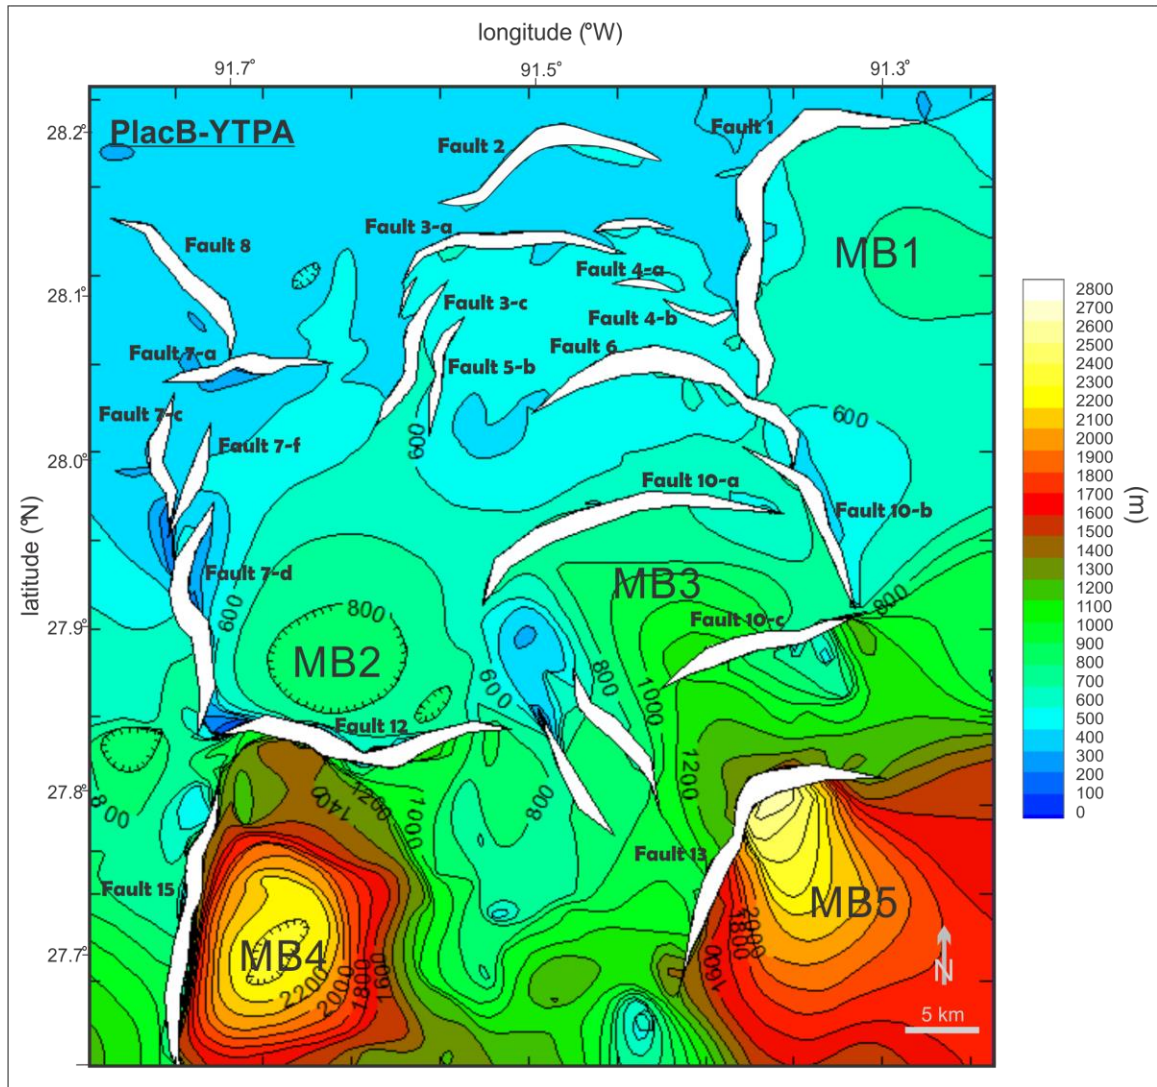 longitude (°W)
91.7°
91.5°
91.3°
28.2°
28.1°
28.0°
27.9°
27.8°
27.7°
latitude (°N)
PlacB-YTPA
Fault 1
Fault 2
Fault 3-a
Fault 8
MB1
Fault 4-a
Fault 3-c
Fault 4-b
Fault 6
Fault 7-a
Fault 5-b
Fault 7-c
Fault 7-f
600
600
Fault 10-a
Fault 10-b
Fault 7-d
MB3
600
800
800
Fault 10-c
MB2
800
600
1000
Fault 12
1200
800
1400
1200
1000
800
Fault 13
Fault 15
MB5
MB4
2000
1800
1600
2200
2000
1800
1600
N
5 km
2800
2700
2600
2500
2400
2300
2200
2100
2000
1900
1800
1700
1600
1500
1400
1300
1200
1100
1000
900
800
700
600
500
400
300
200
100
0
(m)